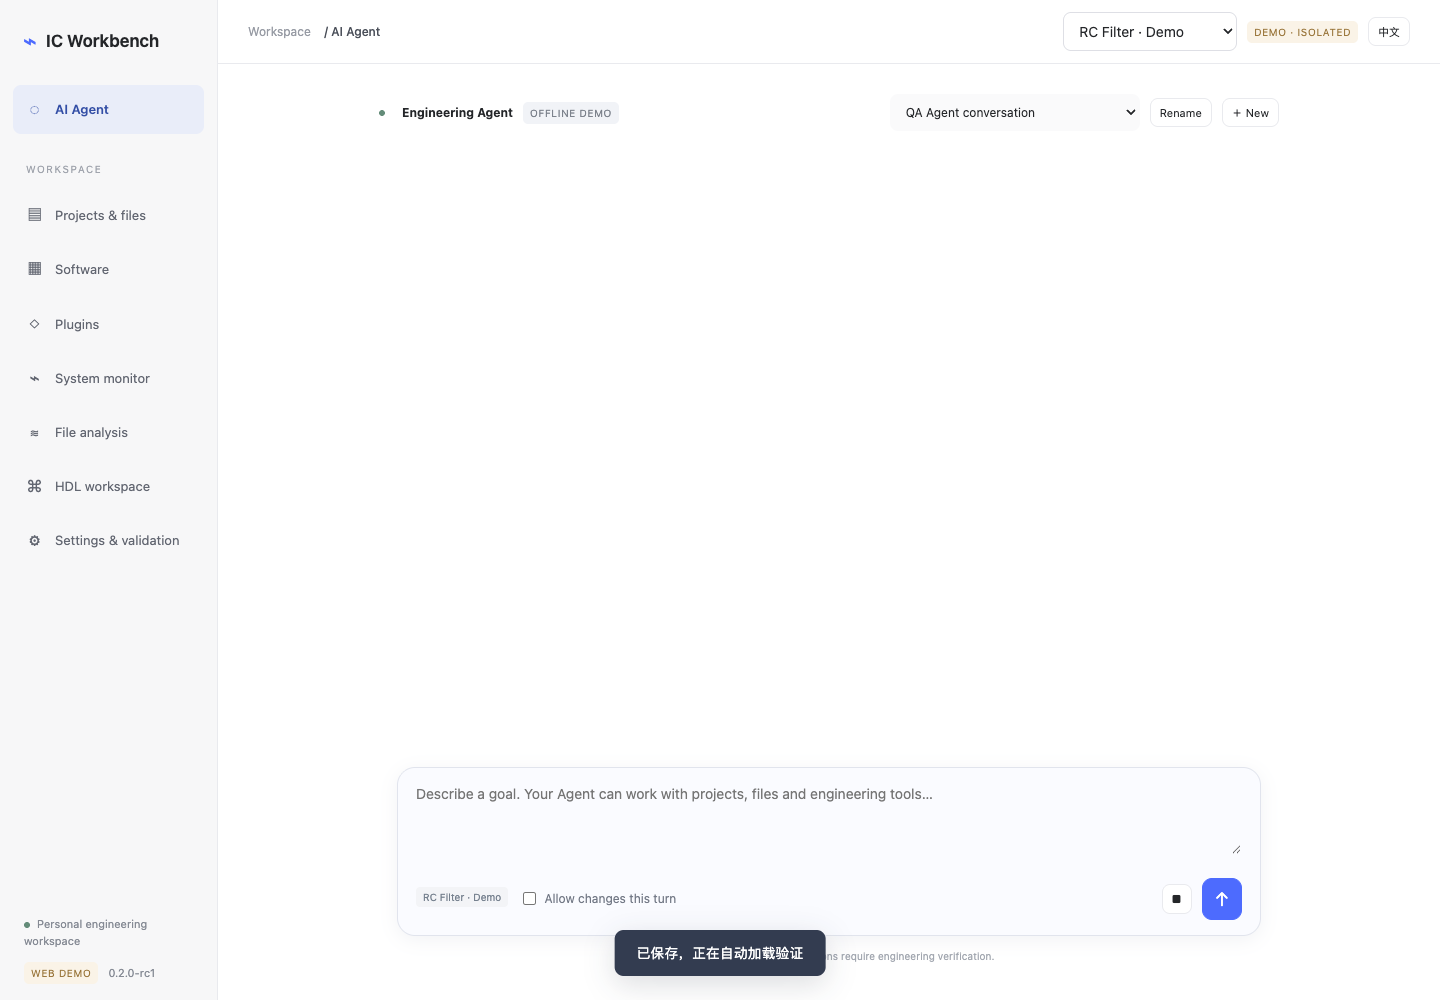 IC Workbench
Workspace / AI Agent
RC Filter · Demo
DEMO · ISOLATED
中文
AI Agent
WORKSPACE
Projects & files
Software
Plugins
System monitor
File analysis
HDL workspace
Settings & validation
Personal engineering
workspace
WEB DEMO 0.2.0-rc1
Engineering Agent OFFLINE DEMO
QA Agent conversation
Rename
+ New
Describe a goal. Your Agent can work with projects, files and engineering tools...
RC Filter · Demo
Allow changes this turn
已保存，正在自动加载验证
require engineering verification.